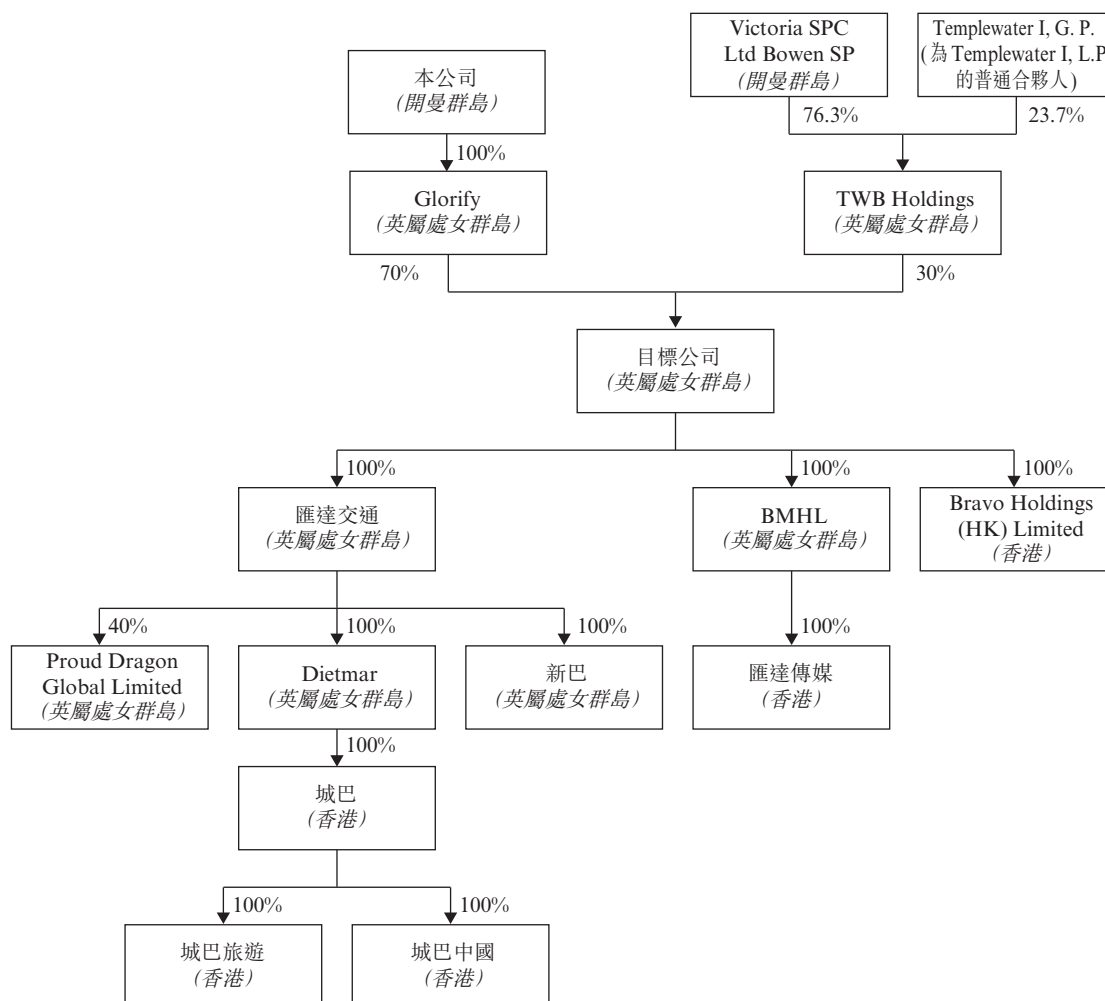 本公司
(開曼群島)
Victoria SPC
Ltd Bowen SP
(開曼群島)
Templewater I, G. P.
(為 Templewater I, L.P.
的普通合夥人)
100%
76.3%
23.7%
Glorify
(英屬處女群島)
TWB Holdings
(英屬處女群島)
70%
30%
目標公司
(英屬處女群島)
100%
100%
100%
匯達交通
(英屬處女群島)
BMHL
(英屬處女群島)
Bravo Holdings
(HK) Limited
(香港)
40%
100%
100%
100%
Proud Dragon
Global Limited
(英屬處女群島)
Dietmar
(英屬處女群島)
新巴
(英屬處女群島)
匯達傳媒
(香港)
100%
城巴
(香港)
100%
100%
城巴旅遊
(香港)
城巴中國
(香港)